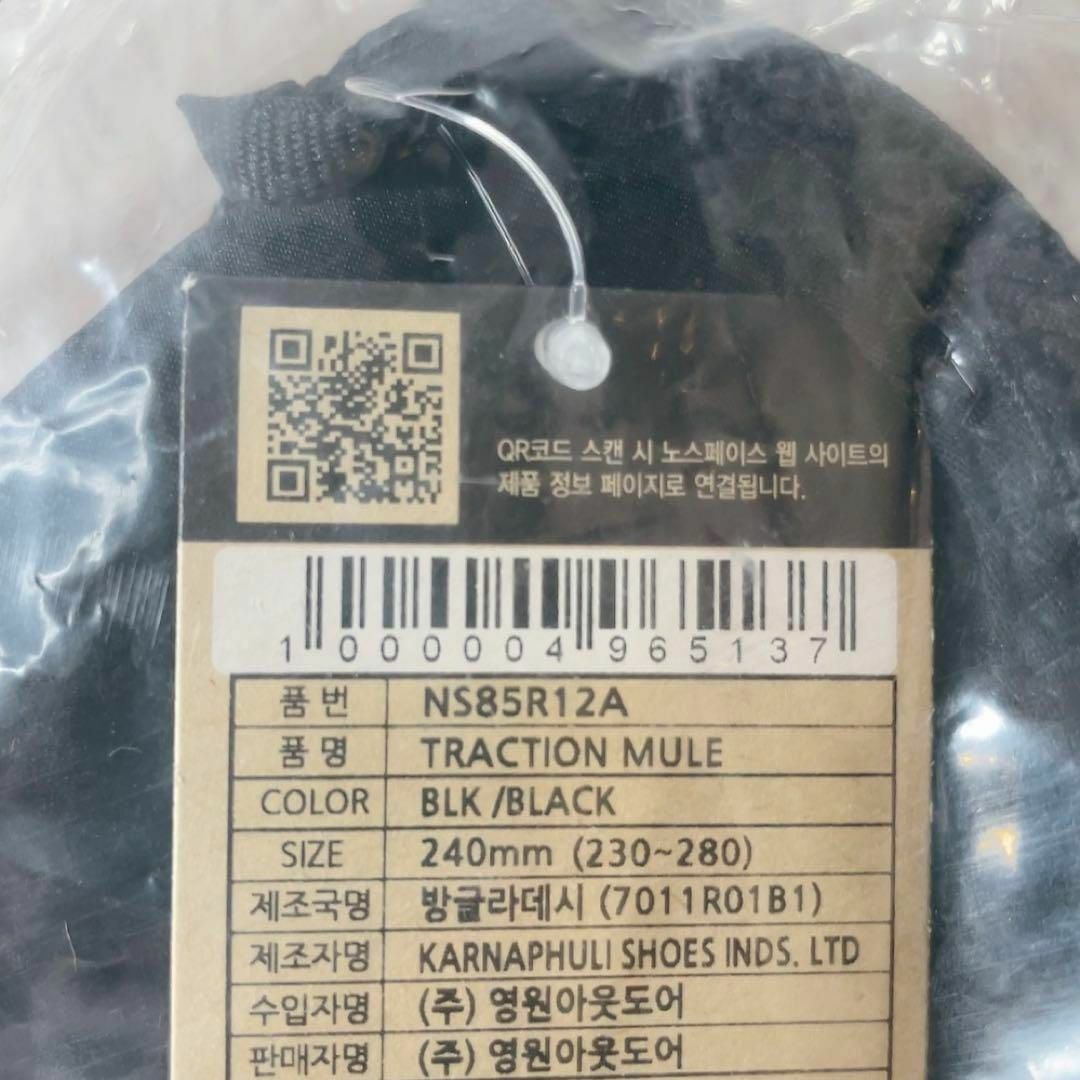 QR코드 스캔 시 노스페이스 웹 사이트의
제품 정보 페이지로 연결됩니다.
1 000004 965137
품 번 NS85R12A
품 명 TRACTION MULE
COLOR BLK /BLACK
SIZE 240mm (230~280)
제조국명 방글라데시 (7011R01B1)
제조자명 KARNAPHULI SHOES INDS. LTD
수입자명 (주) 영원아웃도어
판매자명 (주) 영원아웃도어